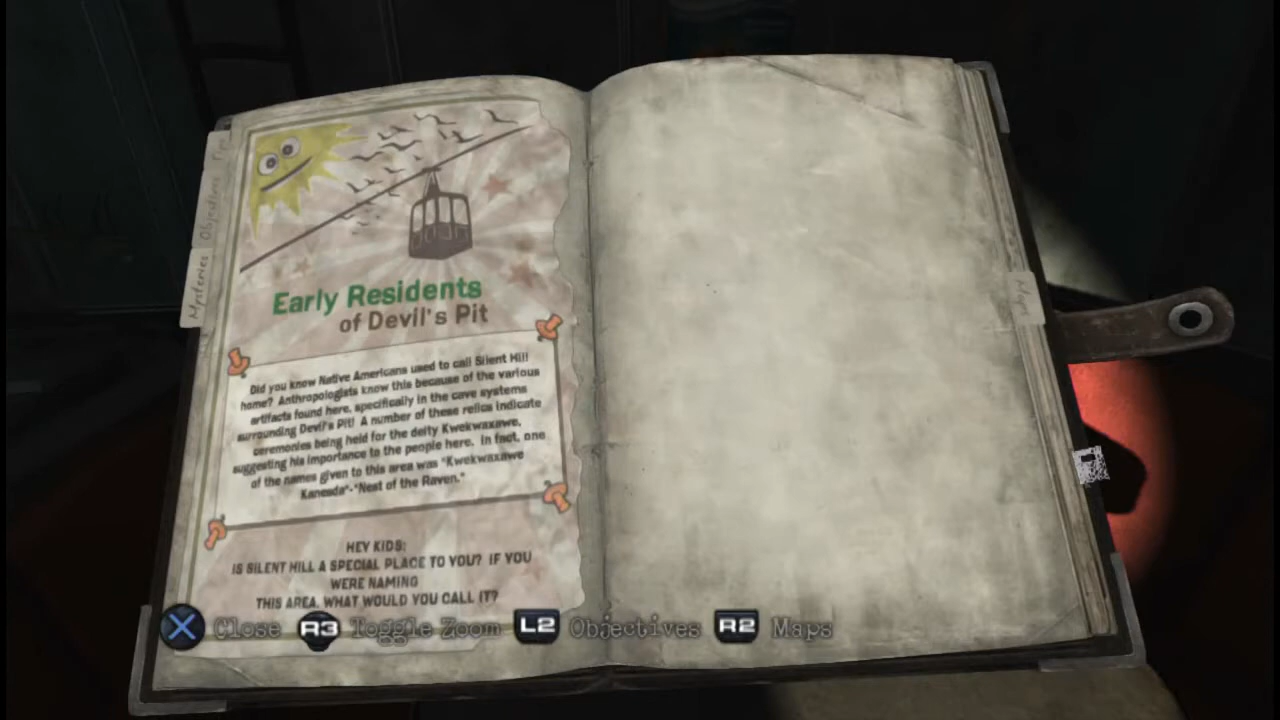 Early Residents
of Devil's Pit
Did you know Native Americans used to call Silent Hill
home? Anthropologists know this because of the various
artifacts found here, specifically in the cave systems
surrounding Devil's Pit! A number of these relics indicate
ceremonies being held for the deity Kwekwaxawe,
suggesting his importance to the people here. In fact, one
of the names given to this area was "Kwekwaxawe
Kanesda"-"Nest of the Raven."
HEY KIDS:
IS SILENT HILL A SPECIAL PLACE TO YOU? IF YOU
WERE NAMING
THIS AREA, WHAT WOULD YOU CALL IT?
Objectives
Mysteries
Maps
Close R3 Toggle Zoom L2 Objectives R2 Maps